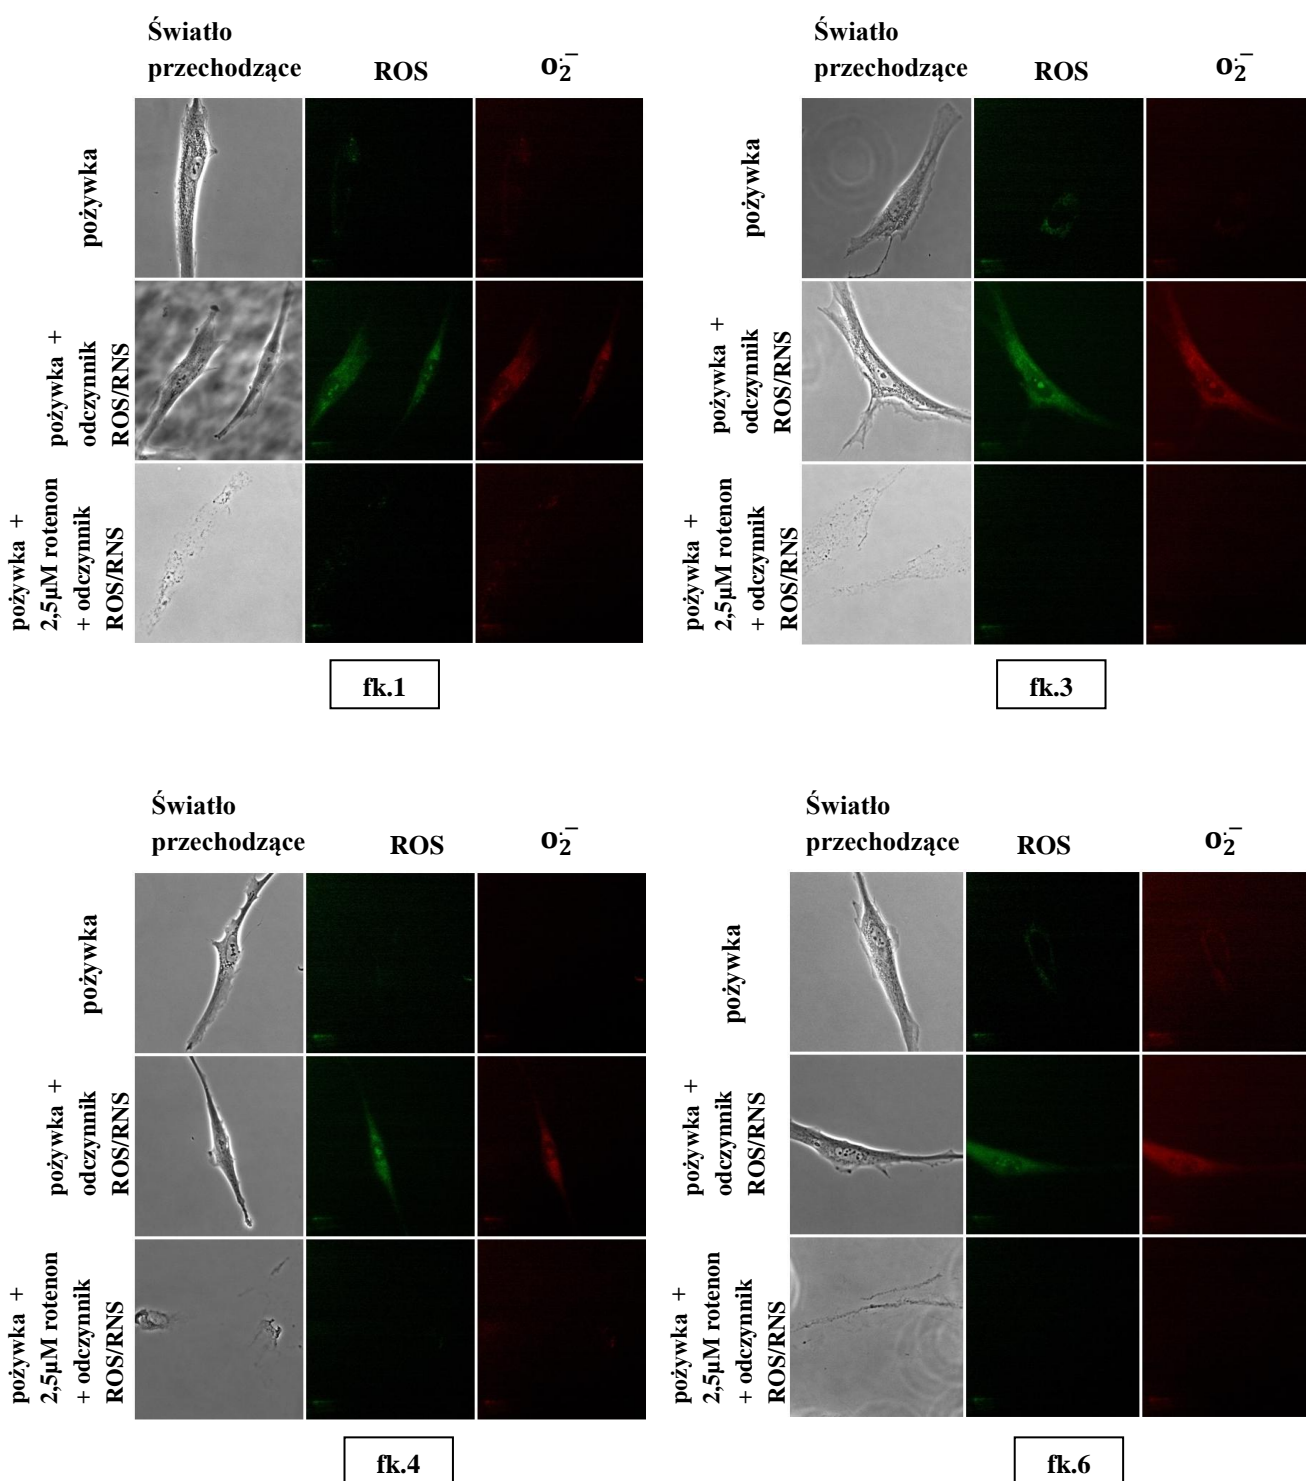 Światło
przechodzące
ROS
O₂·⁻
pożywka
pożywka +
odczynnik
ROS/RNS
pożywka +
2,5µM rotenon
+ odczynnik
ROS/RNS
fk.1
Światło
przechodzące
ROS
O₂·⁻
pożywka
pożywka +
odczynnik
ROS/RNS
pożywka +
2,5µM rotenon
+ odczynnik
ROS/RNS
fk.3
Światło
przechodzące
ROS
O₂·⁻
pożywka
pożywka +
odczynnik
ROS/RNS
pożywka +
2,5µM rotenon
+ odczynnik
ROS/RNS
fk.4
Światło
przechodzące
ROS
O₂·⁻
pożywka
pożywka +
odczynnik
ROS/RNS
pożywka +
2,5µM rotenon
+ odczynnik
ROS/RNS
fk.6